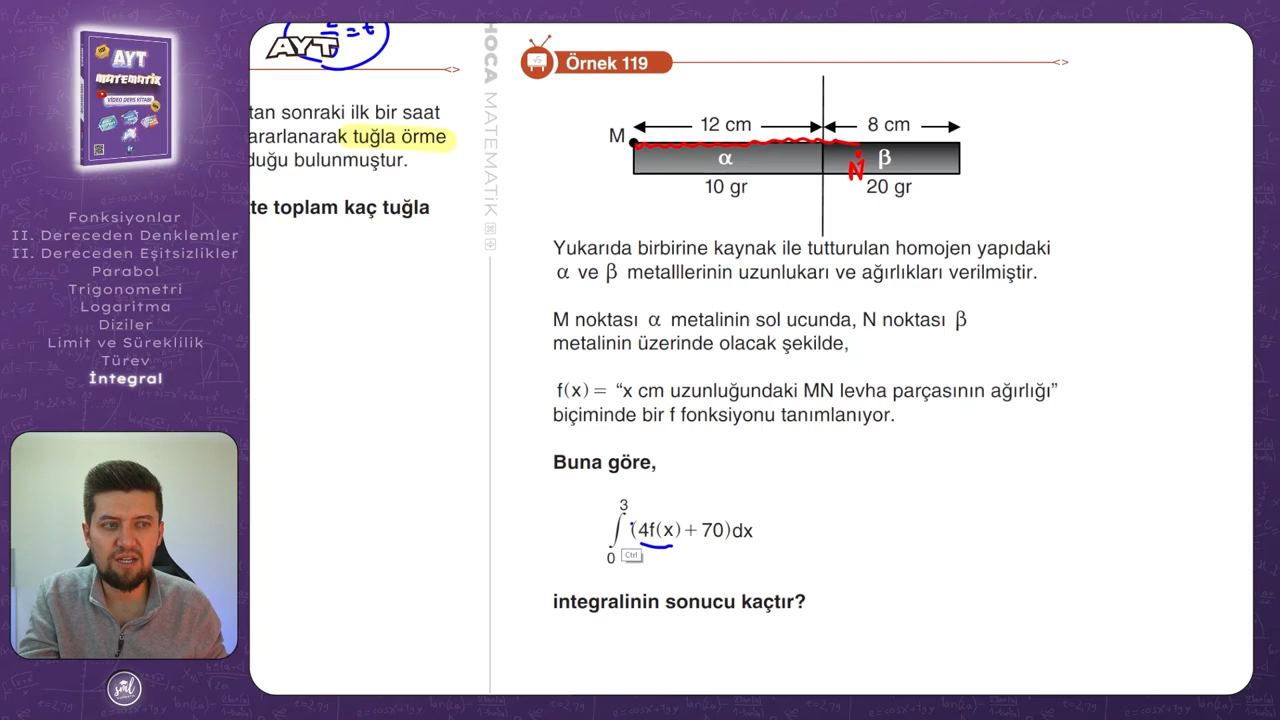 AYT
MATEMATİK
VİDEO DERS KİTABI
Fonksiyonlar
II. Dereceden Denklemler
II. Dereceden Eşitsizlikler
Parabol
Trigonometri
Logaritma
Diziler
Limit ve Süreklilik
Türev
İntegral
sml
= t
AYT
tan sonraki ilk bir saat
ararlanarak tuğla örme
duğu bulunmuştur.
te toplam kaç tuğla
HOCA MATEMATİK
√5 Örnek 119
12 cm 8 cm
M
α N β
10 gr 20 gr
Yukarıda birbirine kaynak ile tutturulan homojen yapıdaki
α ve β metalllerinin uzunlukarı ve ağırlıkları verilmiştir.
M noktası α metalinin sol ucunda, N noktası β
metalinin üzerinde olacak şekilde,
f(x) = “x cm uzunluğundaki MN levha parçasının ağırlığı”
biçiminde bir f fonksiyonu tanımlanıyor.
Buna göre,
3
∫ (4f(x) + 70)dx
0 Ctrl
integralinin sonucu kaçtır?